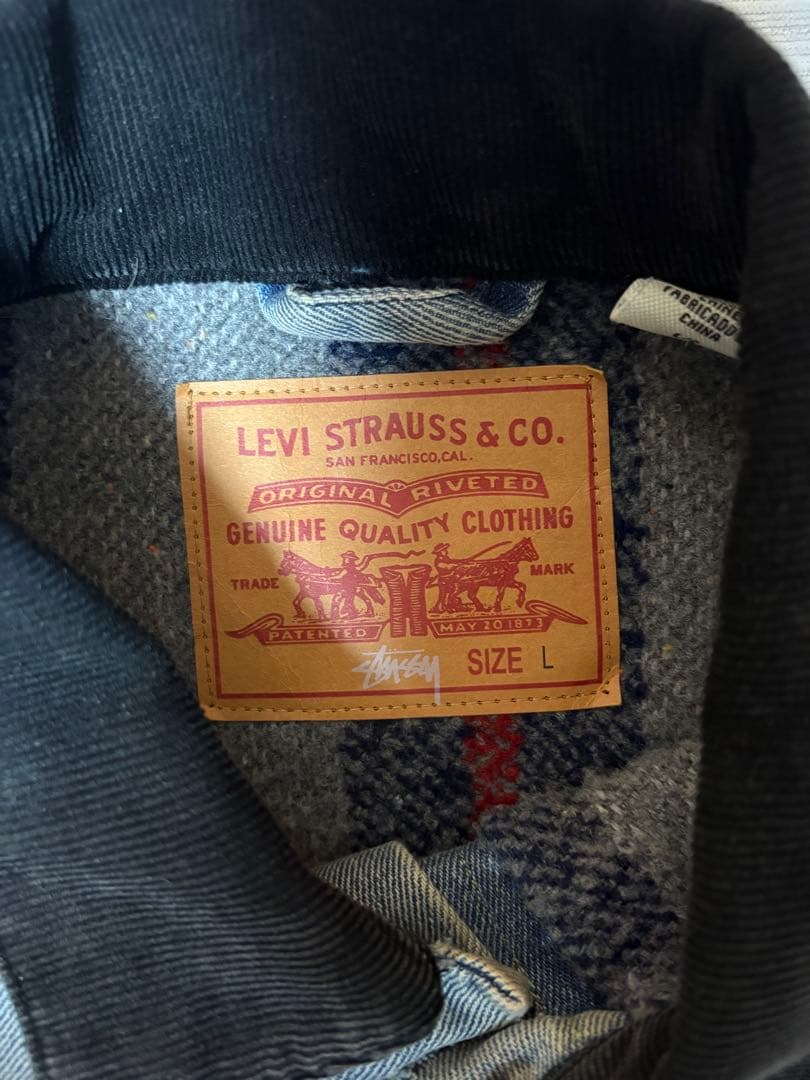 FABRICADO
CHINA
LEVI STRAUSS & CO.
SAN FRANCISCO, CAL.
ORIGINAL RIVETED
GENUINE QUALITY CLOTHING
TRADE MARK
PATENTED MAY 20 1873
Stüssy SIZE L